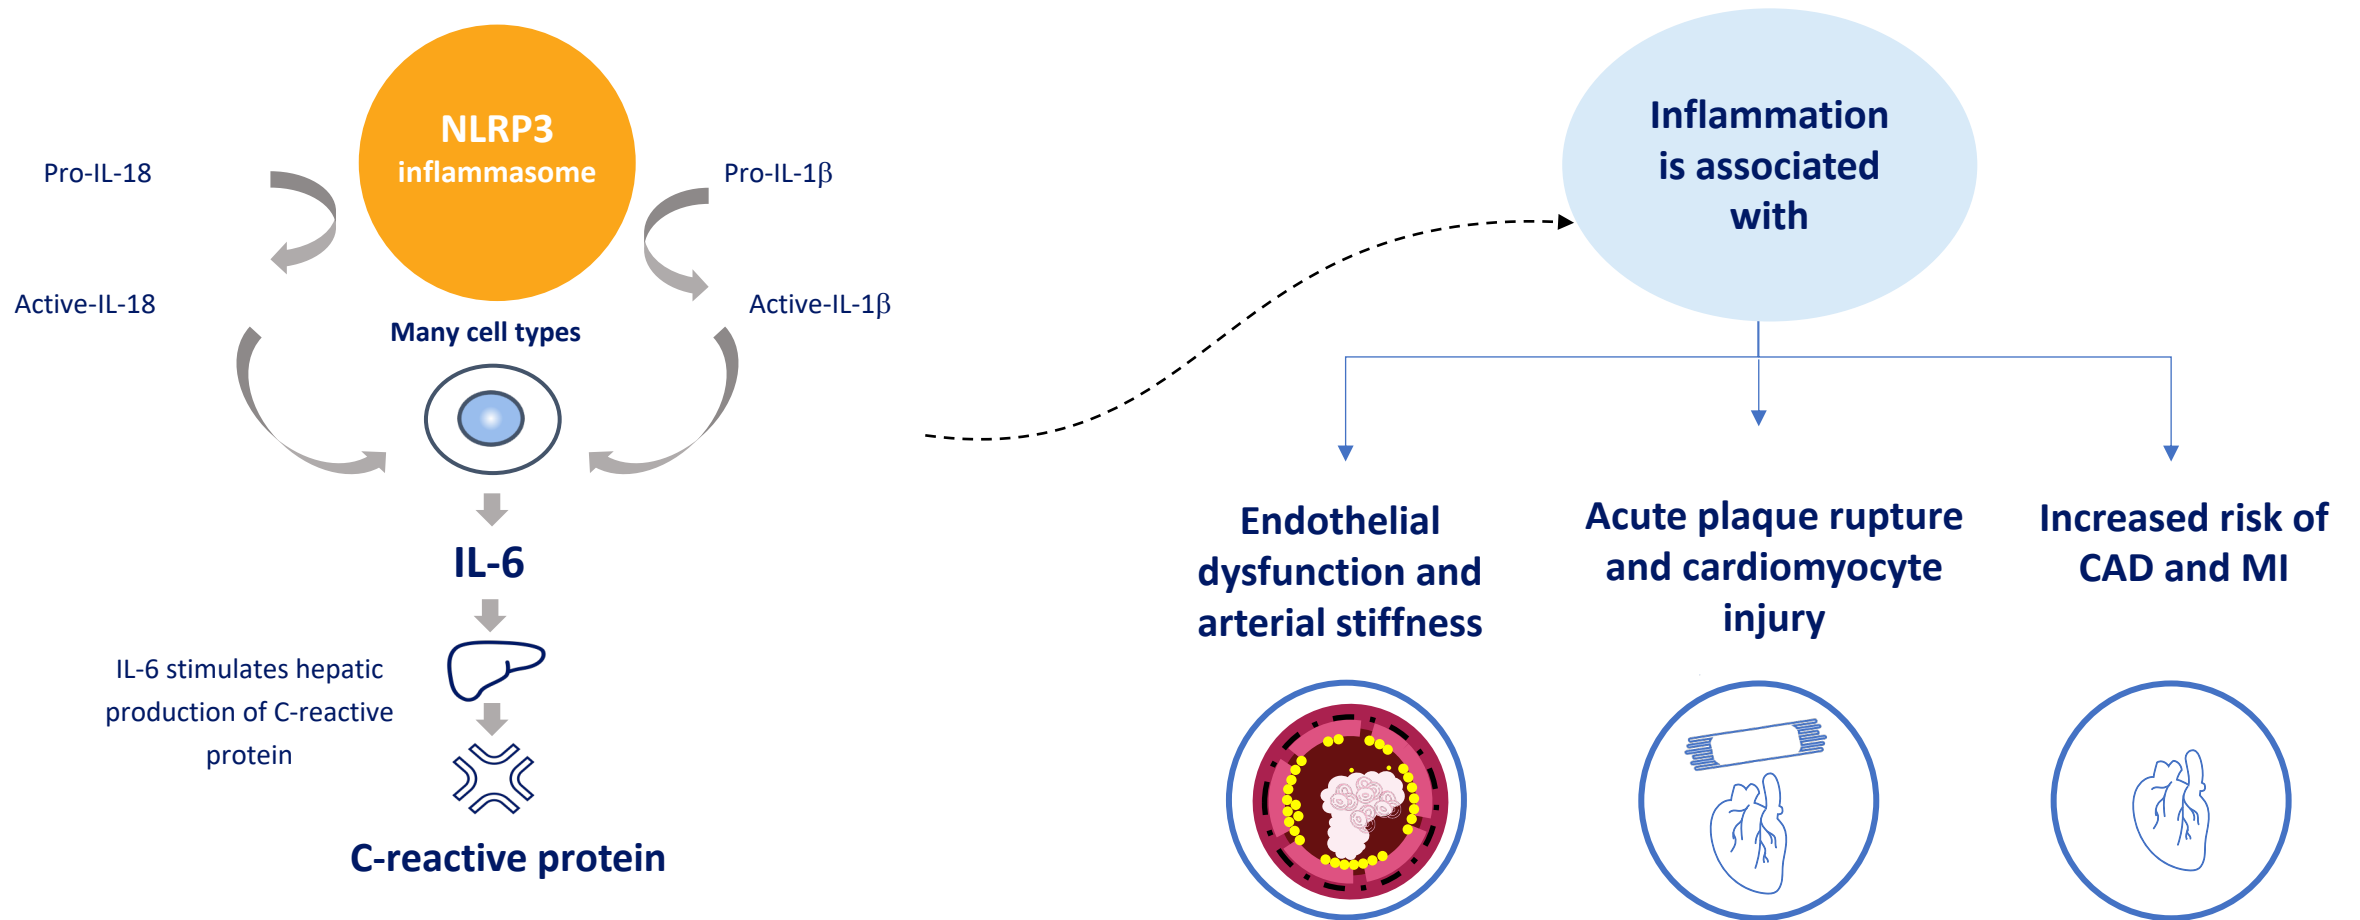 NLRP3
inflammasome
Pro-IL-18
Pro-IL-1β
Active-IL-18
Active-IL-1β
Many cell types
IL-6
IL-6 stimulates hepatic
production of C-reactive
protein
C-reactive protein
Inflammation
is associated
with
Endothelial
dysfunction and
arterial stiffness
Acute plaque rupture
and cardiomyocyte
injury
Increased risk of
CAD and MI